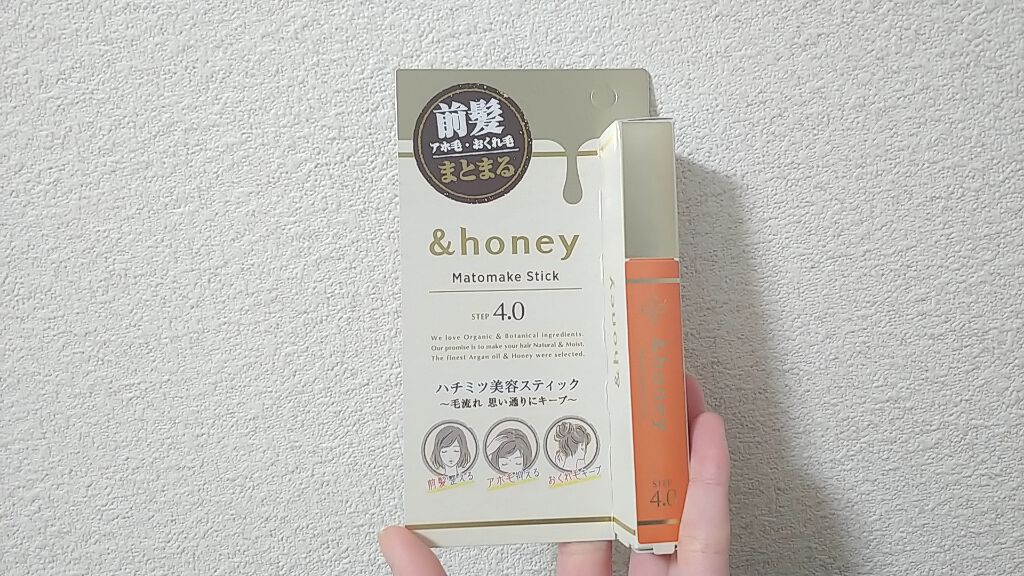 前髪
アホ毛・おくれ毛
まとまる
&honey
Matomake Stick
STEP 4.0
We love Organic & Botanical ingredients.
Our promise is to make your hair Natural & Moist.
The finest Argan oil & Honey were selected.
ハチミツ美容スティック
～毛流れ 思い通りにキープ～
前髪整える
アホ毛抑える
おくれ毛キープ
&honey
&honey
STEP
4.0